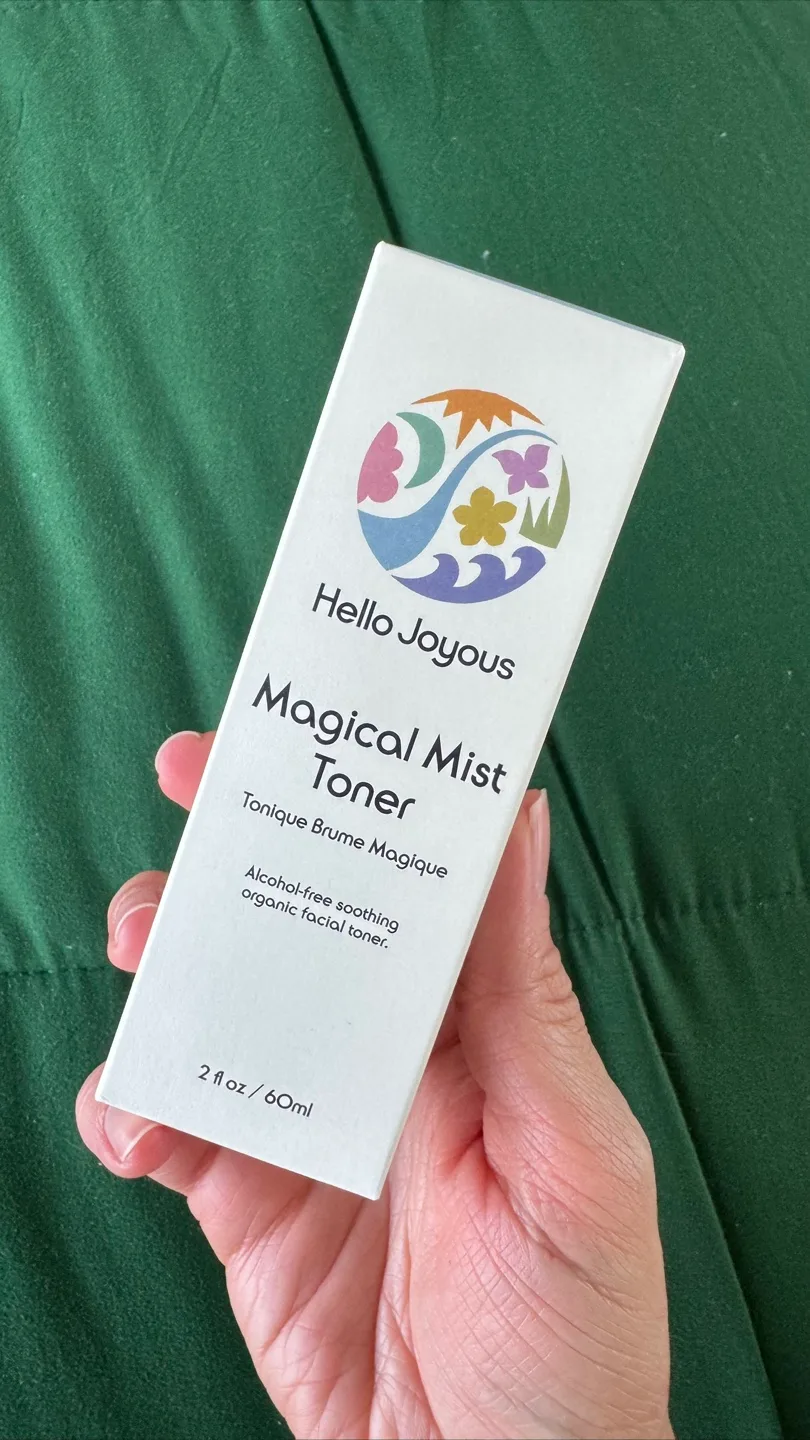 Hello Joyous
Magical Mist
Toner
Tonique Brume Magique
Alcohol-free soothing
organic facial toner.
2 fl oz / 60ml